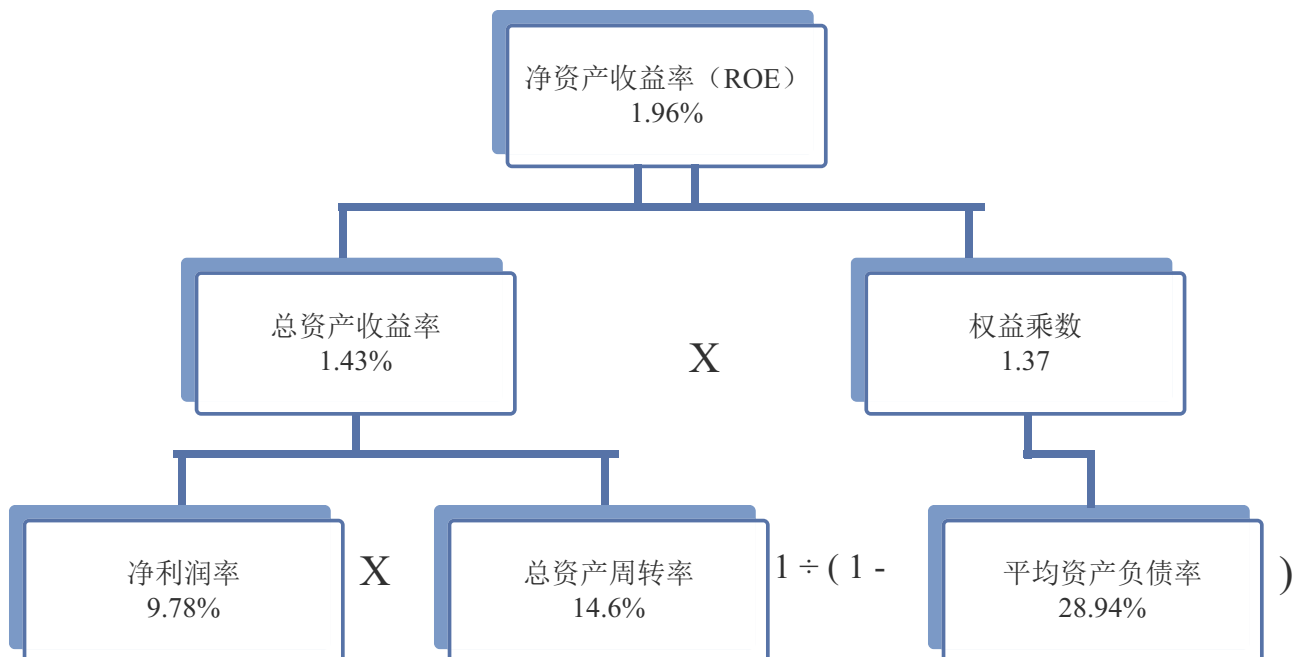 净资产收益率（ROE）
1.96%
总资产收益率
1.43%
X
权益乘数
1.37
净利润率
9.78%
X
总资产周转率
14.6%
1 ÷ ( 1 -
平均资产负债率
28.94%
)